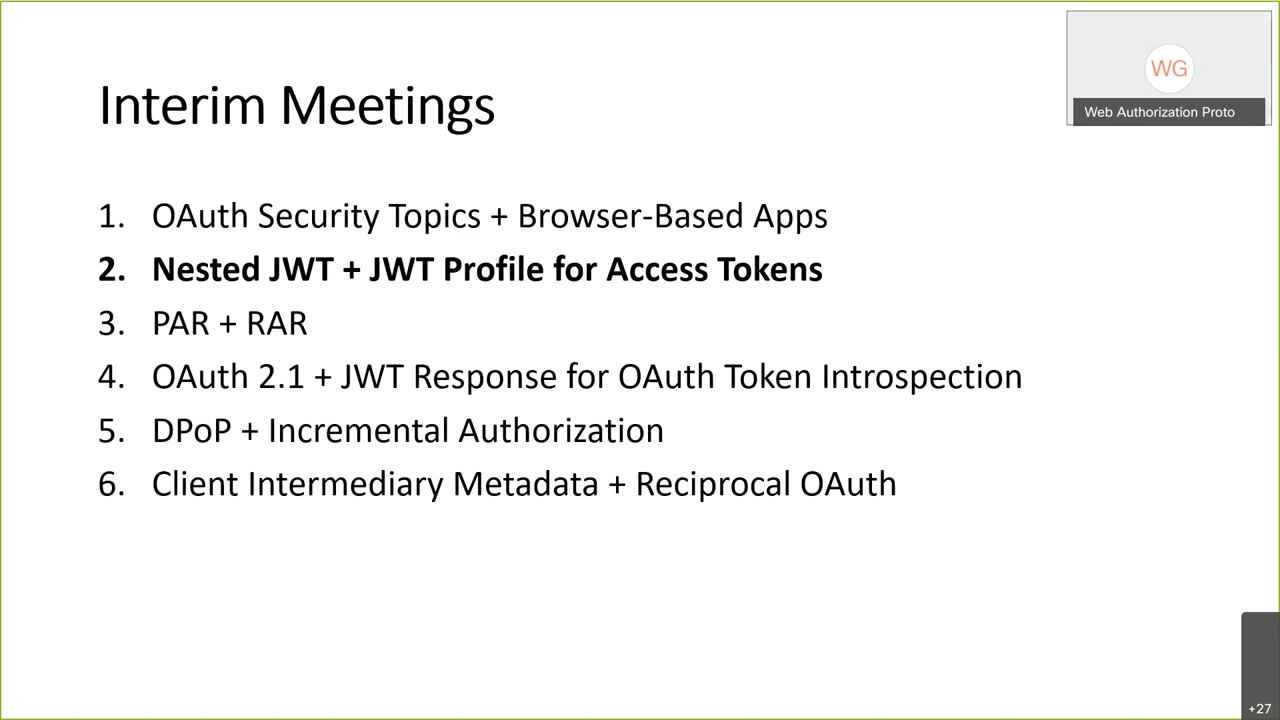 Interim Meetings
WG
Web Authorization Proto
1. OAuth Security Topics + Browser-Based Apps
2. Nested JWT + JWT Profile for Access Tokens
3. PAR + RAR
4. OAuth 2.1 + JWT Response for OAuth Token Introspection
5. DPoP + Incremental Authorization
6. Client Intermediary Metadata + Reciprocal OAuth
+27